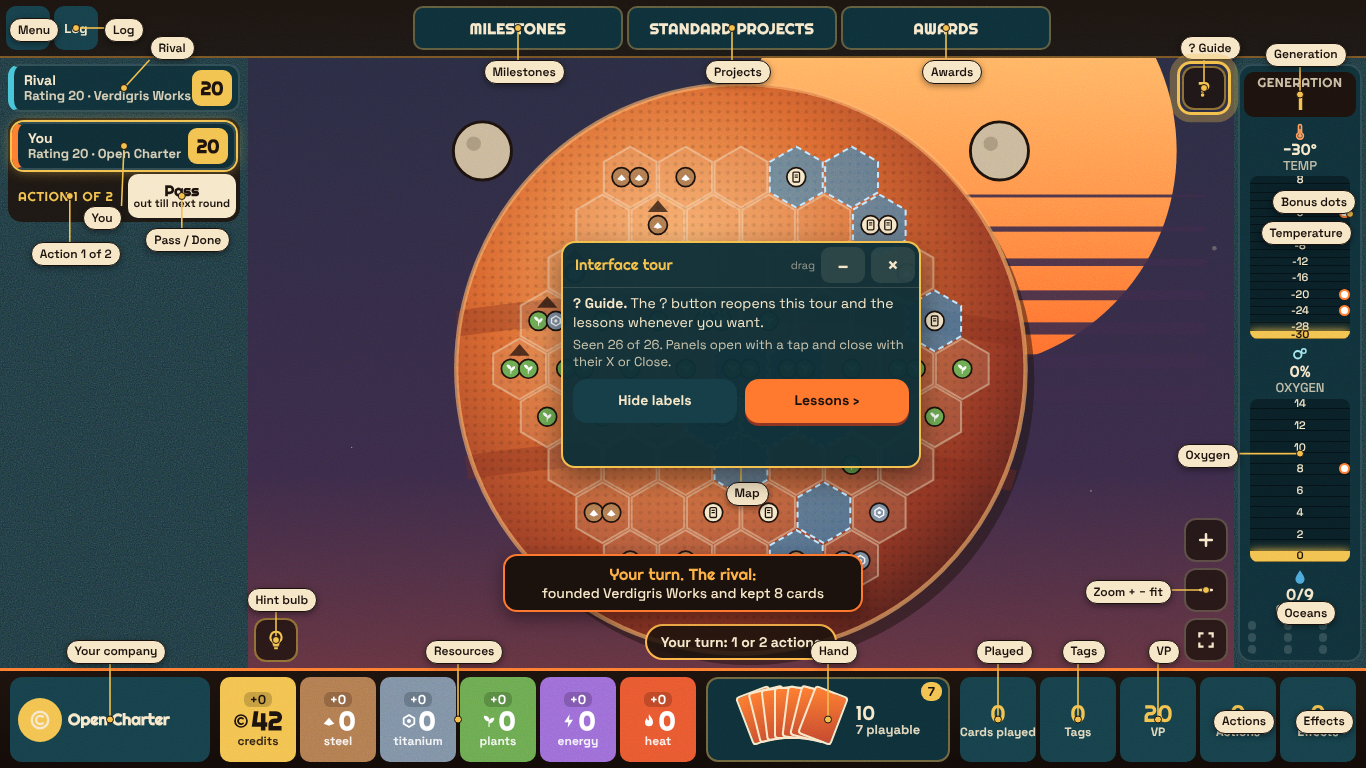 Menu
Log
Log
Rival
MILESTONES
STANDARD PROJECTS
AWARDS
Milestones
Projects
Awards
? Guide
?
Generation
GENERATION
1
Rival
Rating 20 · Verdigris Works
20
You
Rating 20 · Open Charter
20
ACTION 1 OF 2
Pass
out till next round
You
Pass / Done
Action 1 of 2
-30°
TEMP
8
Bonus dots
Temperature
-8
-12
-16
-20
-24
-28
-30
0%
OXYGEN
14
12
10
8
6
4
2
0
Oxygen
0/9
Oceans
Interface tour
drag
–
×
? Guide. The ? button reopens this tour and the
lessons whenever you want.
Seen 26 of 26. Panels open with a tap and close with
their X or Close.
Hide labels
Lessons >
Map
Your turn. The rival:
founded Verdigris Works and kept 8 cards
Your turn: 1 or 2 actions
Zoom + – fit
+
Hint bulb
Your company
Resources
Hand
Played
Tags
VP
© Open Charter
+0
© 42
credits
+0
0
steel
+0
0
titanium
+0
0
plants
+0
0
energy
+0
0
heat
7
10
7 playable
0
Cards played
0
Tags
20
VP
Actions
Effects